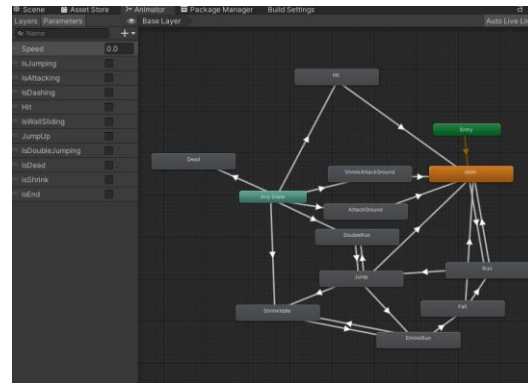 Scene Asset Store Animator Package Manager Build Settings
Layers Parameters Base Layer Auto Live Lin
Name
Speed 0.0
IsJumping
IsAttacking
IsDashing
Hit
IsWallSliding
JumpUp
IsDoubleJumping
IsDead
isShrink
isEnd
Hit
Entry
Dead
ShrinkAttackGround
Idle
Any State
AttackGround
DoubleRun
Run
Jump
Fall
ShrinkIdle
ShrinkRun